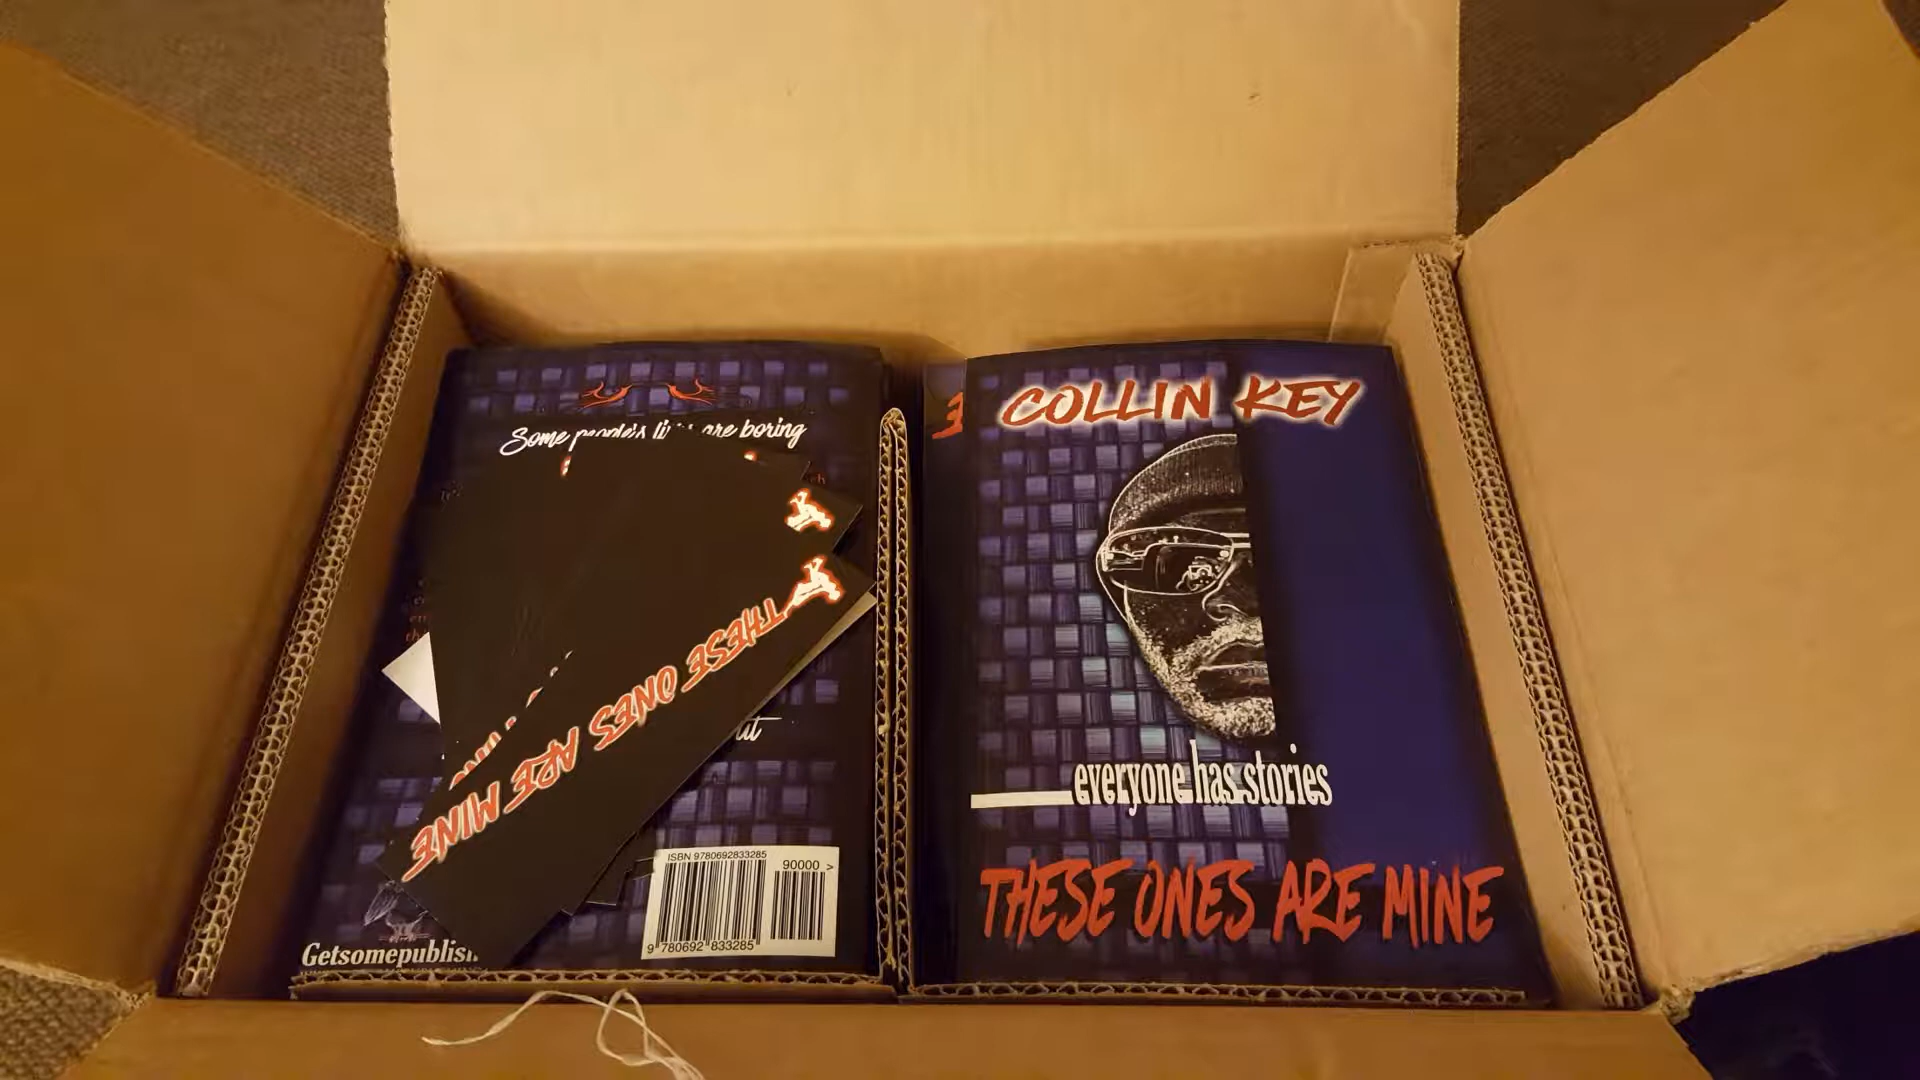 Some people's are boring
THESE ONES ARE MINE
ISBN 9780692833285
90000 >
9 780692 833285
COLLIN KEY
everyone has stories
THESE ONES ARE MINE